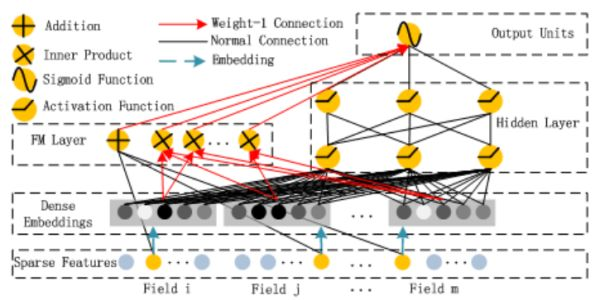 Addition
Inner Product
Sigmoid Function
Activation Function
Weight-1 Connection
Normal Connection
Embedding
Output Units
FM Layer
...
Hidden Layer
Dense
Embeddings
...
Sparse Features
Field i
Field j
...
Field m